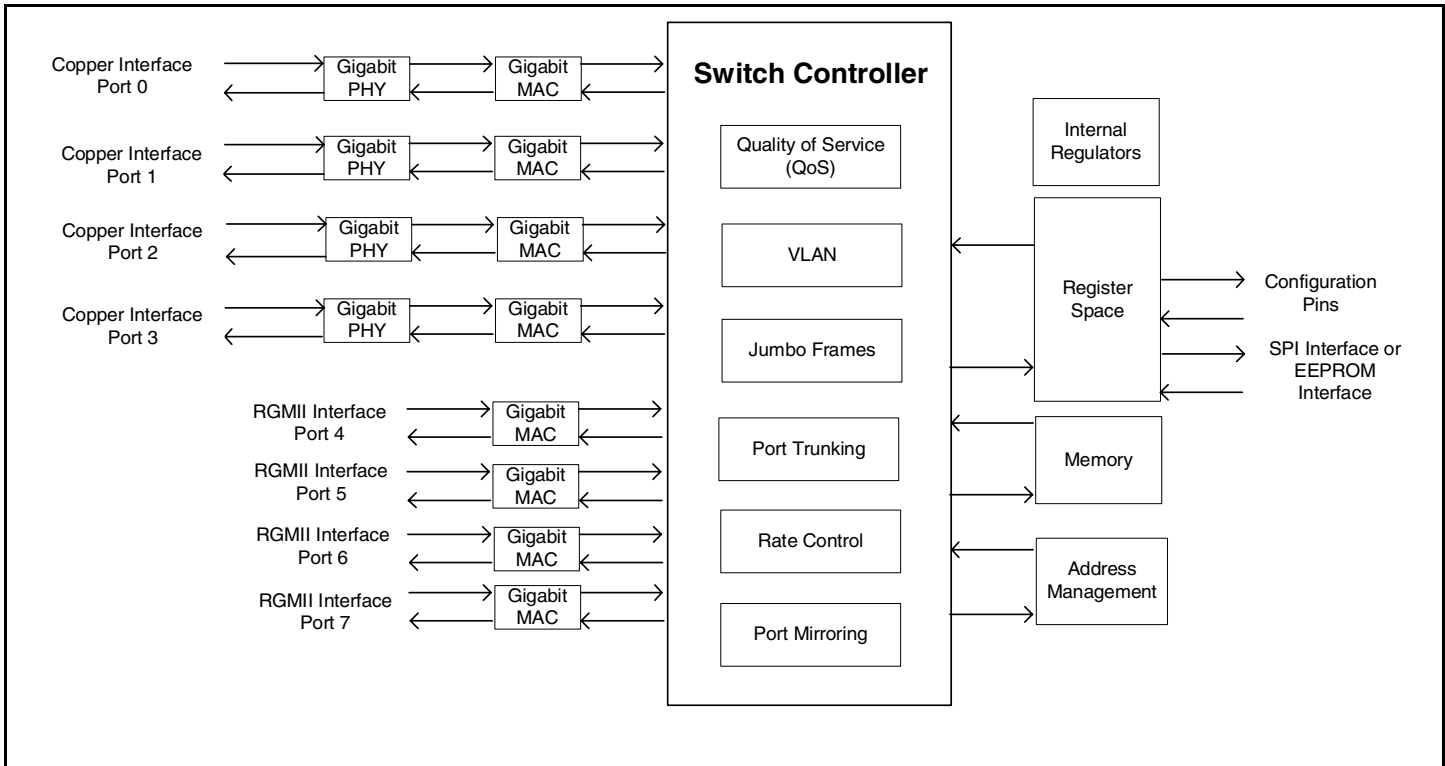 Copper Interface
Port 0
Gigabit
PHY
Gigabit
MAC
Copper Interface
Port 1
Gigabit
PHY
Gigabit
MAC
Copper Interface
Port 2
Gigabit
PHY
Gigabit
MAC
Copper Interface
Port 3
Gigabit
PHY
Gigabit
MAC
RGMII Interface
Port 4
Gigabit
MAC
RGMII Interface
Port 5
Gigabit
MAC
RGMII Interface
Port 6
Gigabit
MAC
RGMII Interface
Port 7
Gigabit
MAC
Switch Controller
Quality of Service
(QoS)
VLAN
Jumbo Frames
Port Trunking
Rate Control
Port Mirroring
Internal
Regulators
Register
Space
Configuration
Pins
SPI Interface or
EEPROM
Interface
Memory
Address
Management